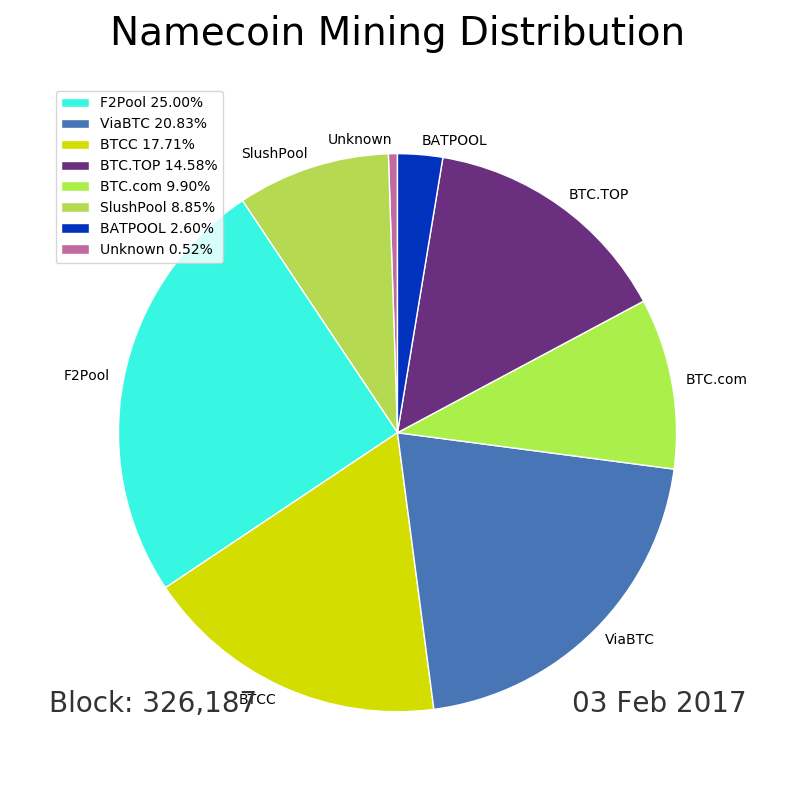 Namecoin Mining Distribution
F2Pool 25.00%
ViaBTC 20.83%
BTCC 17.71%
BTC.TOP 14.58%
BTC.com 9.90%
SlushPool 8.85%
BATPOOL 2.60%
Unknown 0.52%
SlushPool
Unknown
BATPOOL
BTC.TOP
F2Pool
BTC.com
ViaBTC
BTCC
Block: 326,187
03 Feb 2017